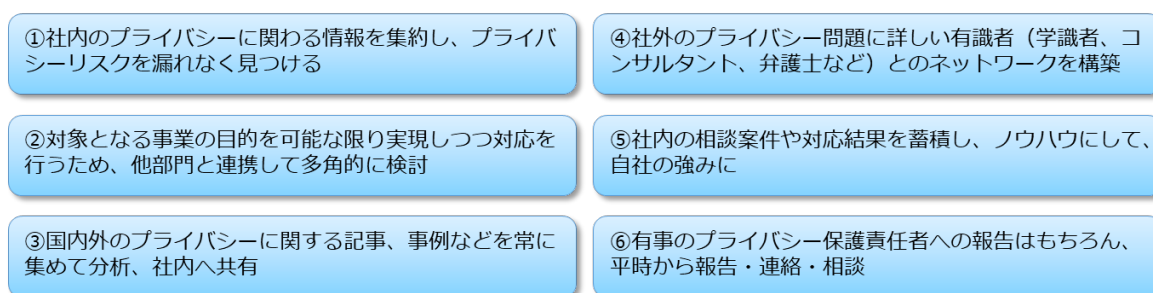 ①社内のプライバシーに関わる情報を集約し、プライバ
シーリスクを漏れなく見つける
②対象となる事業の目的を可能な限り実現しつつ対応を
行うため、他部門と連携して多角的に検討
③国内外のプライバシーに関する記事、事例などを常に
集めて分析、社内へ共有
④社外のプライバシー問題に詳しい有識者（学識者、コ
ンサルタント、弁護士など）とのネットワークを構築
⑤社内の相談案件や対応結果を蓄積し、ノウハウにして、
自社の強みに
⑥有事のプライバシー保護責任者への報告はもちろん、
平時から報告・連絡・相談